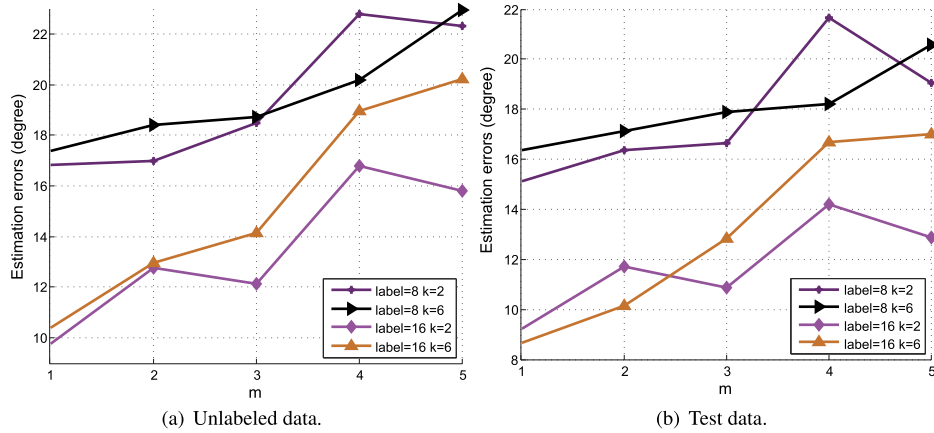 Estimation errors (degree)
22
20
18
16
14
12
10
1 2 3 4 5
m
label=8 k=2
label=8 k=6
label=16 k=2
label=16 k=6
(a) Unlabeled data.
Estimation errors (degree)
22
20
18
16
14
12
10
8
1 2 3 4 5
m
label=8 k=2
label=8 k=6
label=16 k=2
label=16 k=6
(b) Test data.